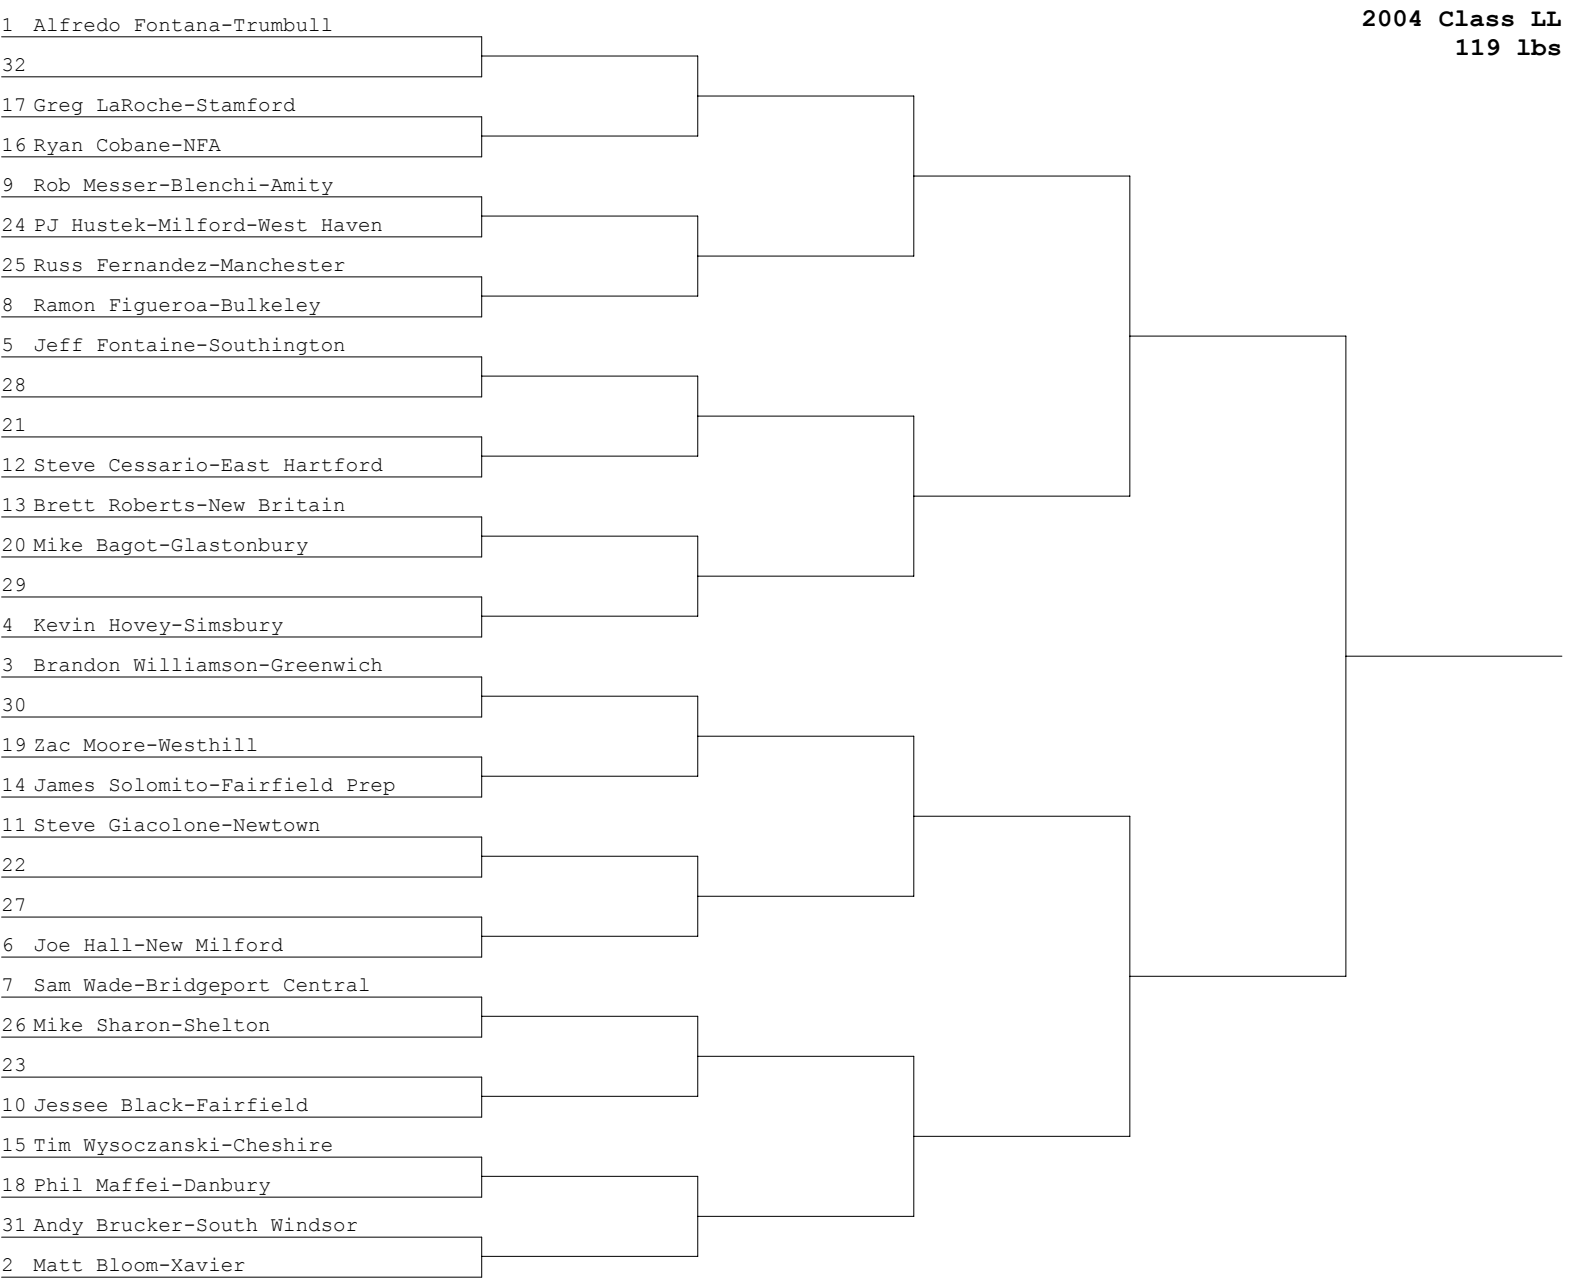 2004 Class LL
119 lbs
1 Alfredo Fontana-Trumbull
32
17 Greg LaRoche-Stamford
16 Ryan Cobane-NFA
9 Rob Messer-Blenchi-Amity
24 PJ Hustek-Milford-West Haven
25 Russ Fernandez-Manchester
8 Ramon Figueroa-Bulkeley
5 Jeff Fontaine-Southington
28
21
12 Steve Cessario-East Hartford
13 Brett Roberts-New Britain
20 Mike Bagot-Glastonbury
29
4 Kevin Hovey-Simsbury
3 Brandon Williamson-Greenwich
30
19 Zac Moore-Westhill
14 James Solomito-Fairfield Prep
11 Steve Giacolone-Newtown
22
27
6 Joe Hall-New Milford
7 Sam Wade-Bridgeport Central
26 Mike Sharon-Shelton
23
10 Jessee Black-Fairfield
15 Tim Wysoczanski-Cheshire
18 Phil Maffei-Danbury
31 Andy Brucker-South Windsor
2 Matt Bloom-Xavier